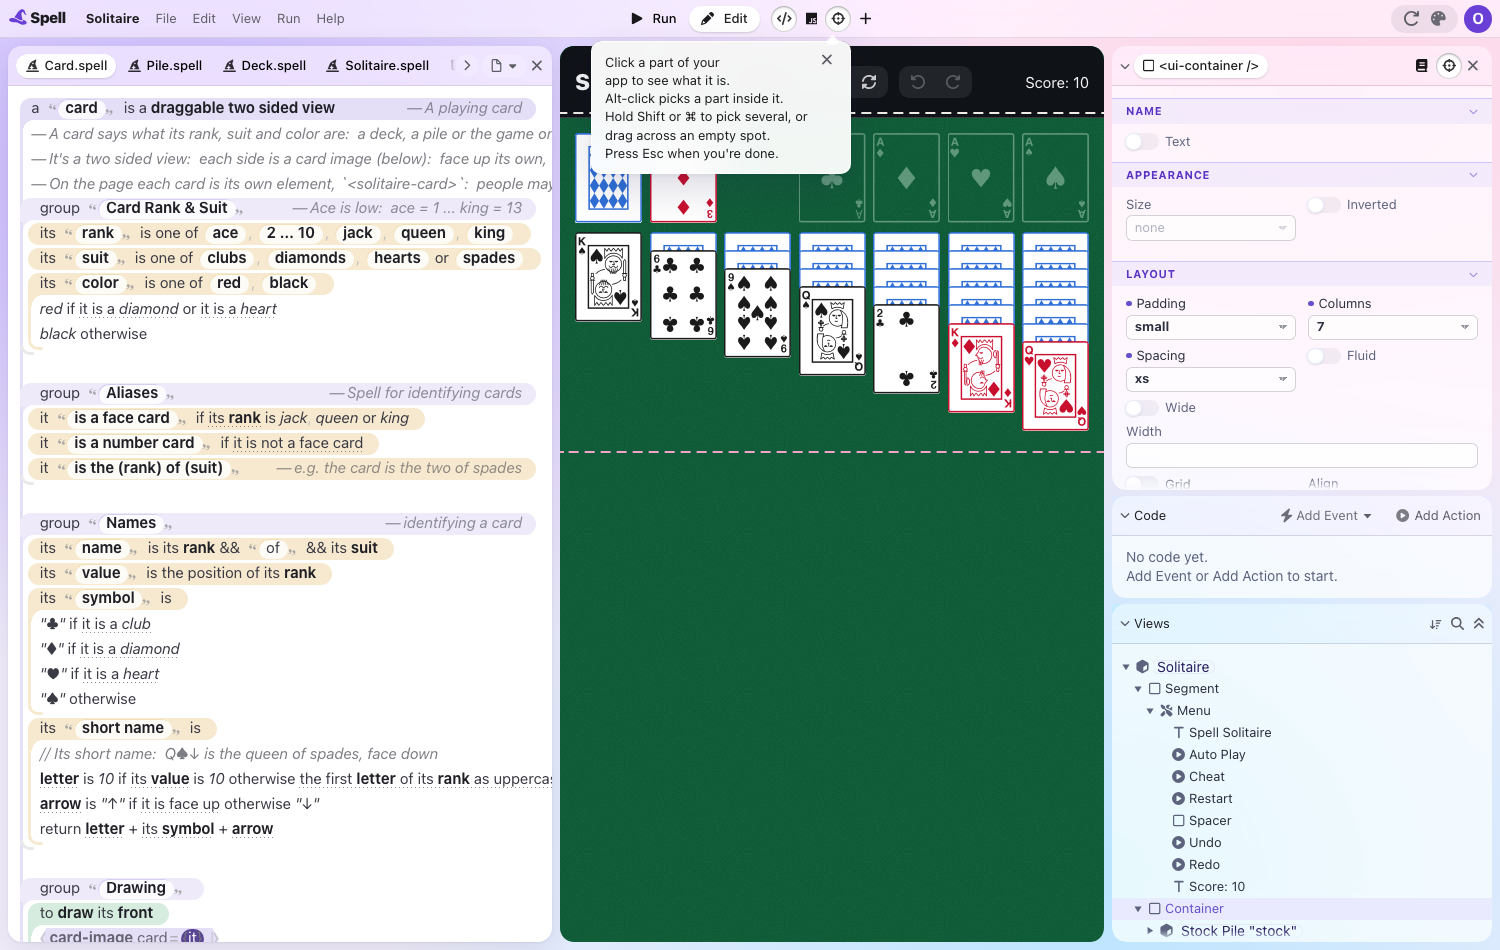 Spell Solitaire File Edit View Run Help
Run Edit
O
Card.spell Pile.spell Deck.spell Solitaire.spell
a “ card „ is a draggable two sided view — A playing card
— A card says what its rank, suit and color are: a deck, a pile or the game or
— It's a two sided view: each side is a card image (below): face up its own,
— On the page each card is its own element, `<solitaire-card>`: people may
group “ Card Rank & Suit „ — Ace is low: ace = 1 ... king = 13
its “ rank „ is one of ace , 2 ... 10 , jack , queen , king
its “ suit „ is one of clubs , diamonds , hearts or spades
its “ color „ is one of red , black
red if it is a diamond or it is a heart
black otherwise
group “ Aliases „ — Spell for identifying cards
it “ is a face card „ if its rank is jack, queen or king
it “ is a number card „ if it is not a face card
it “ is the (rank) of (suit) „ — e.g. the card is the two of spades
group “ Names „ — identifying a card
its “ name „ is its rank && “ of „ && its suit
its “ value „ is the position of its rank
its “ symbol „ is
"♣" if it is a club
"♦" if it is a diamond
"♥" if it is a heart
"♠" otherwise
its “ short name „ is
// Its short name: Q♠↓ is the queen of spades, face down
letter is 10 if its value is 10 otherwise the first letter of its rank as uppercas
arrow is "↑" if it is face up otherwise "↓"
return letter + its symbol + arrow
group “ Drawing „
to draw its front
card-image card= it
Click a part of your
app to see what it is.
Alt-click picks a part inside it.
Hold Shift or ⌘ to pick several, or
drag across an empty spot.
Press Esc when you're done.
S
Score: 10
3
A A A A
A A A A
K 6 9 Q 2 K Q
K 6 9 Q 2 K Q
<ui-container />
NAME
Text
APPEARANCE
Size Inverted
none
LAYOUT
Padding Columns
small 7
Spacing Fluid
xs
Wide
Width
Grid Align
Code Add Event Add Action
No code yet.
Add Event or Add Action to start.
Views
Solitaire
Segment
Menu
Spell Solitaire
Auto Play
Cheat
Restart
Spacer
Undo
Redo
Score: 10
Container
Stock Pile "stock"